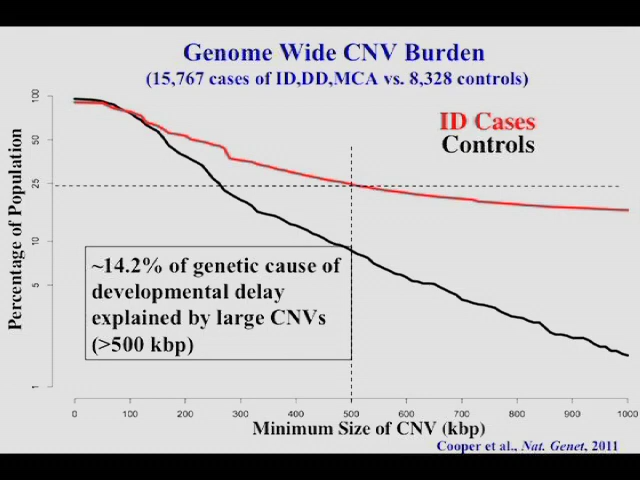 Genome Wide CNV Burden
(15,767 cases of ID,DD,MCA vs. 8,328 controls)
ID Cases
Controls
Percentage of Population
100
50
25
10
5
1
~14.2% of genetic cause of
developmental delay
explained by large CNVs
(>500 kbp)
0 100 200 300 400 500 600 700 800 900 1000
Minimum Size of CNV (kbp)
Cooper et al., Nat. Genet, 2011